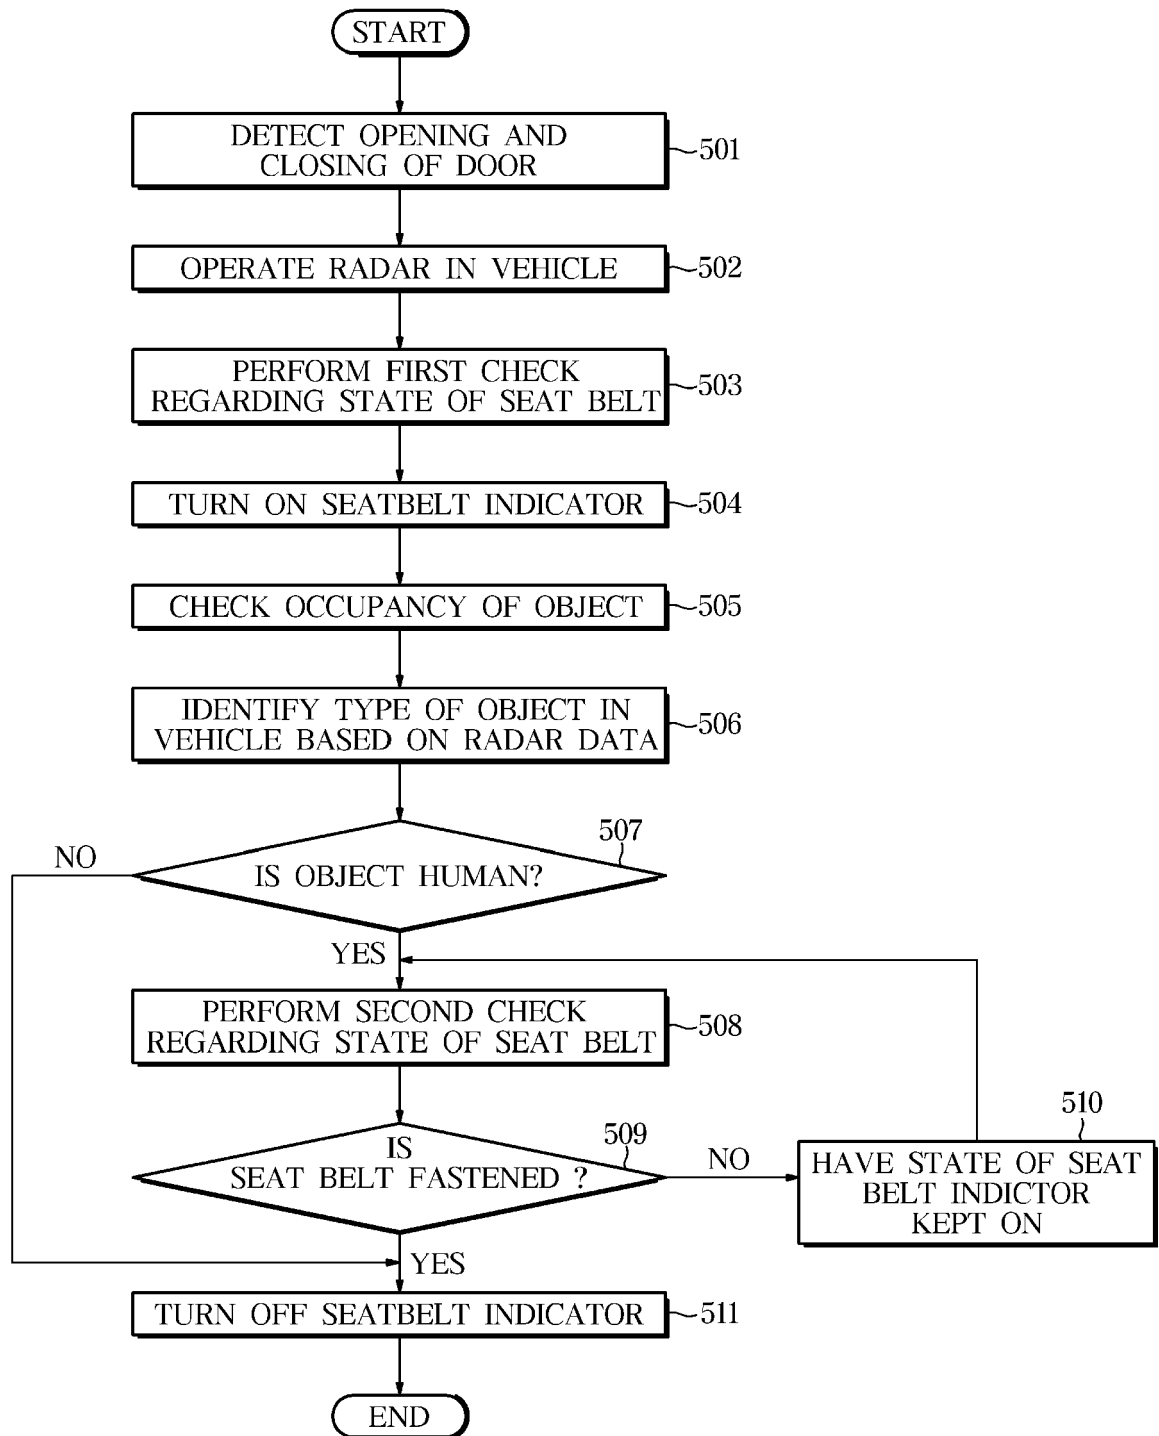 START
DETECT OPENING AND
CLOSING OF DOOR
501
OPERATE RADAR IN VEHICLE
502
PERFORM FIRST CHECK
REGARDING STATE OF SEAT BELT
503
TURN ON SEATBELT INDICATOR
504
CHECK OCCUPANCY OF OBJECT
505
IDENTIFY TYPE OF OBJECT IN
VEHICLE BASED ON RADAR DATA
506
507
NO
IS OBJECT HUMAN?
YES
PERFORM SECOND CHECK
REGARDING STATE OF SEAT BELT
508
509
IS
SEAT BELT FASTENED ?
NO
510
HAVE STATE OF SEAT
BELT INDICTOR
KEPT ON
YES
TURN OFF SEATBELT INDICATOR
511
END